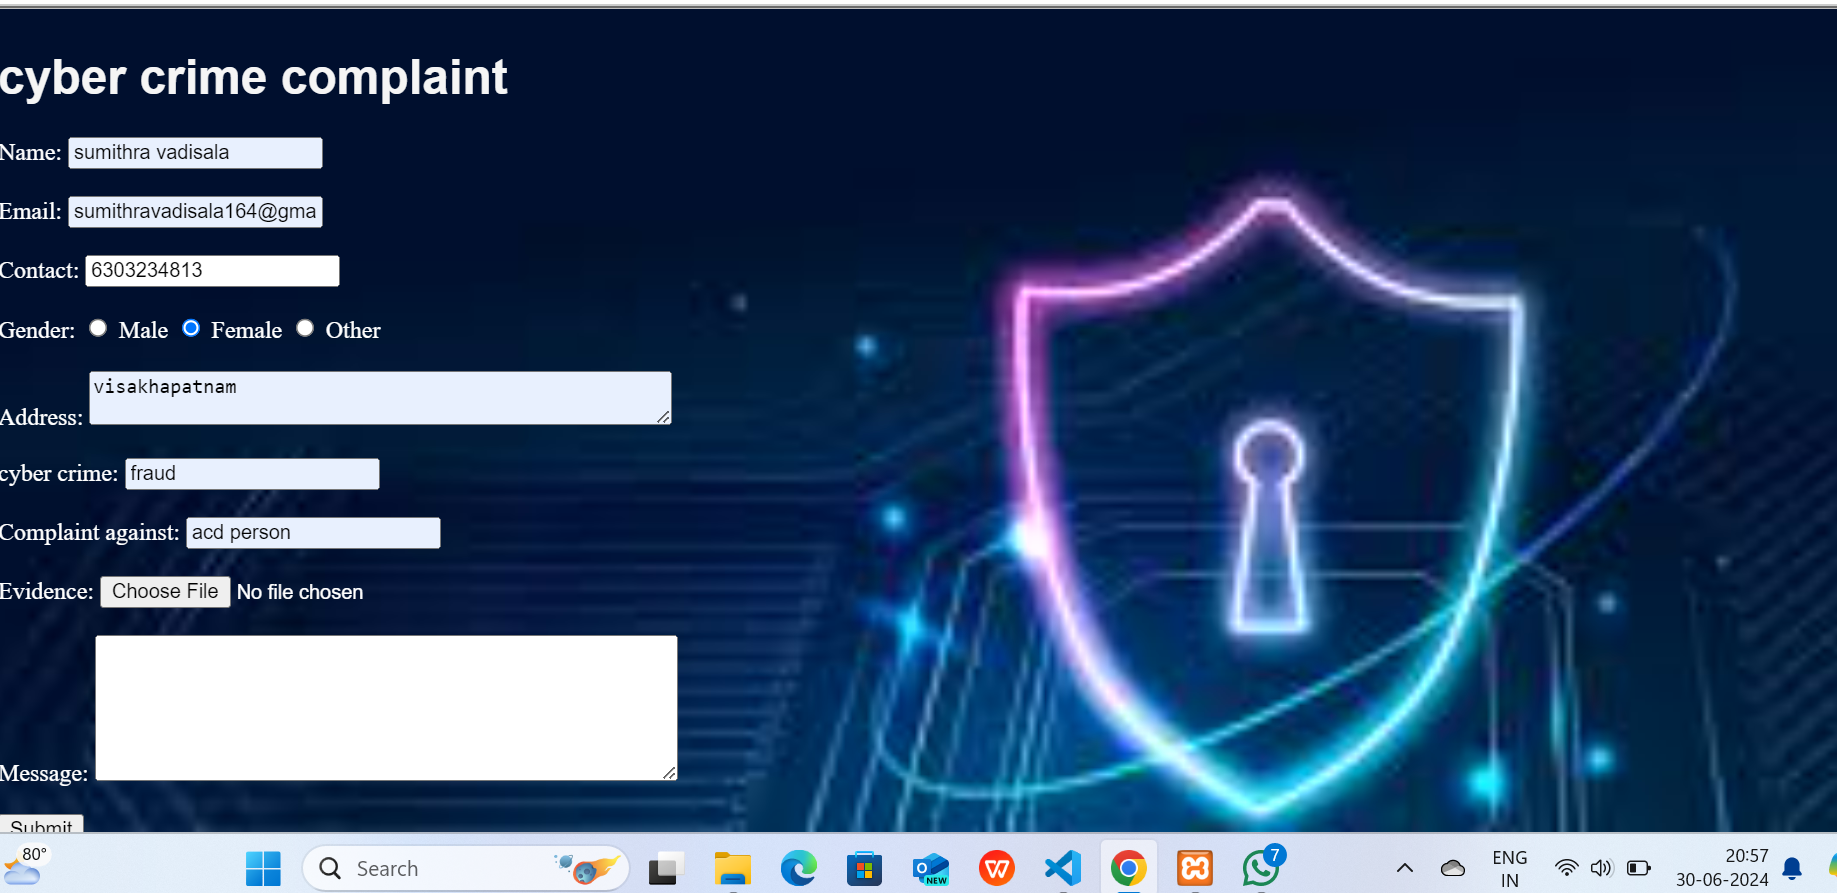 cyber crime complaint
Name: sumithra vadisala
Email: sumithravadisala164@gma
Contact: 6303234813
Gender: Male Female Other
Address: visakhapatnam
cyber crime: fraud
Complaint against: acd person
Evidence: Choose File No file chosen
Message:
Submit
80° Search NEW 7 ENG 20:57
IN 30-06-2024